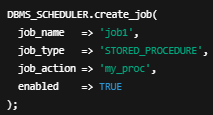 DBMS_SCHEDULER.create_job(
  job_name   => 'job1',
  job_type   => 'STORED_PROCEDURE',
  job_action => 'my_proc',
  enabled    => TRUE
);